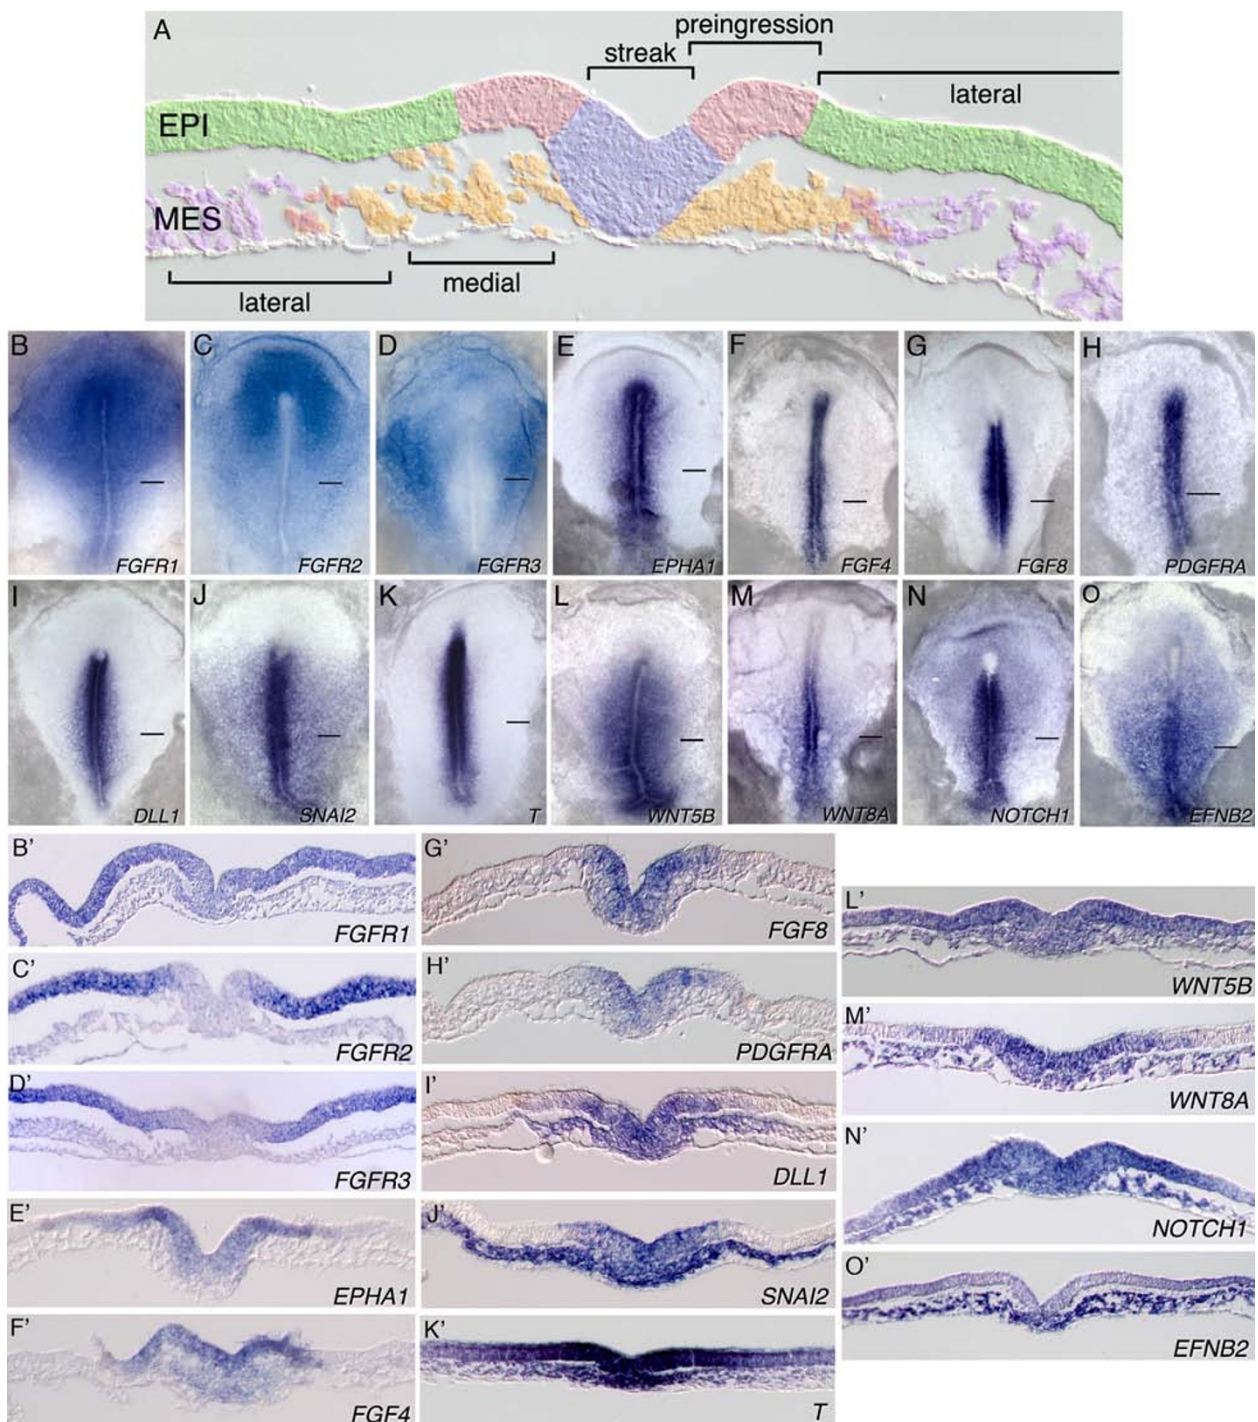 A
preingression
streak
lateral
EPI
MES
medial
lateral
B
FGFR1
C
FGFR2
D
FGFR3
E
EPHA1
F
FGF4
G
FGF8
H
PDGFRA
I
DLL1
J
SNAI2
K
T
L
WNT5B
M
WNT8A
N
NOTCH1
O
EFNB2
B'
FGFR1
C'
FGFR2
D'
FGFR3
E'
EPHA1
F'
FGF4
G'
FGF8
H'
PDGFRA
I'
DLL1
J'
SNAI2
K'
T
L'
WNT5B
M'
WNT8A
N'
NOTCH1
O'
EFNB2